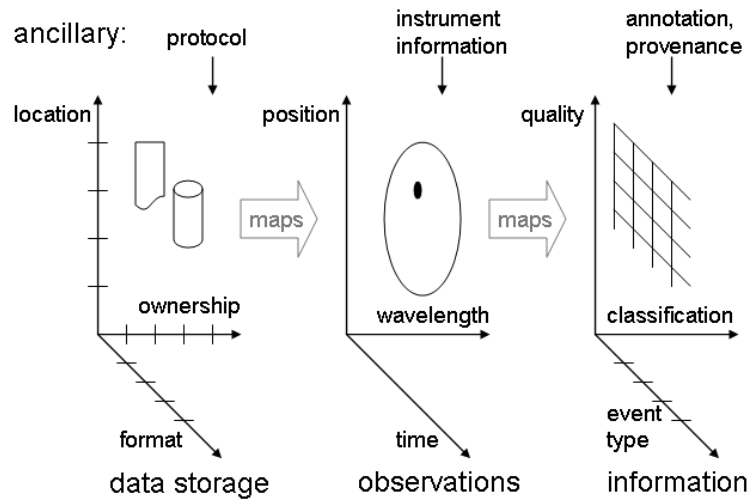 ancillary:
protocol
instrument
information
annotation,
provenance
location
position
quality
maps
maps
ownership
wavelength
classification
format
time
event
type
data storage
observations
information